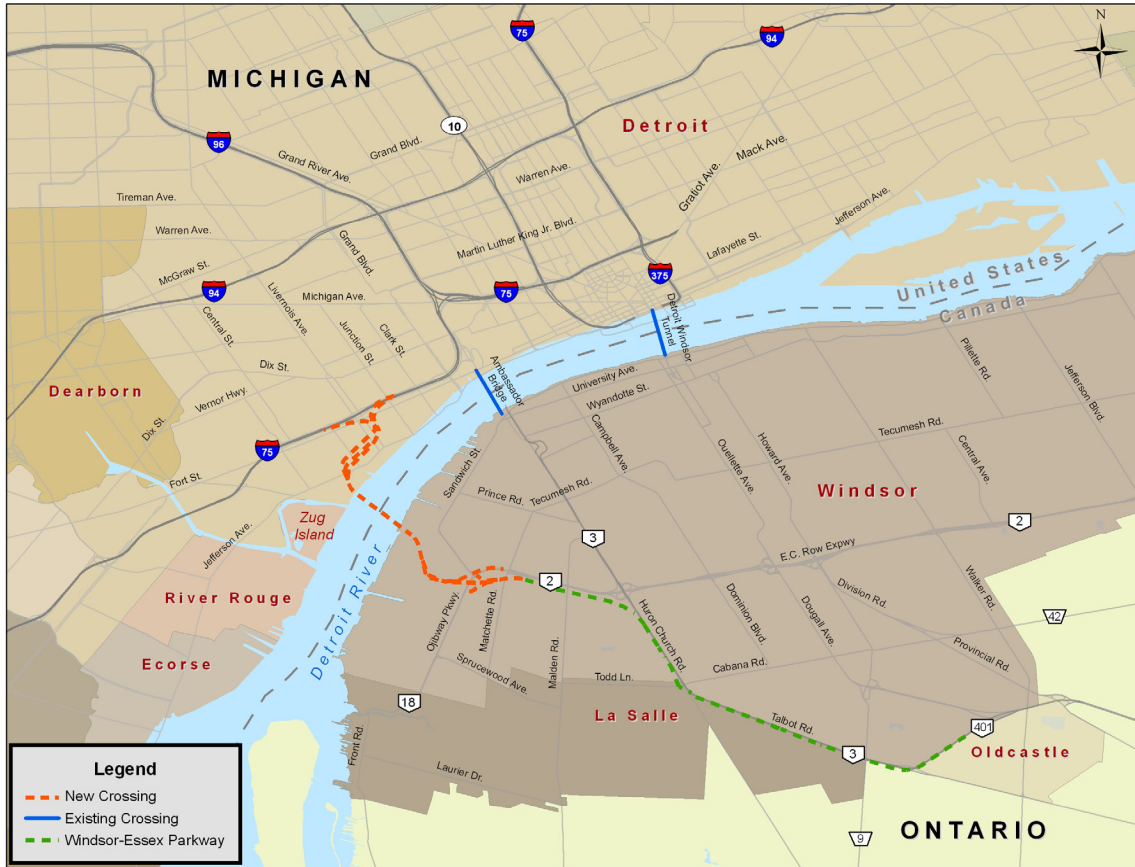 75
94
N
MICHIGAN
10
Detroit
96
Grand Blvd.
Grand River Ave.
Mack Ave.
Gratiot Ave.
Warren Ave.
Tireman Ave.
Jefferson Ave.
Warren Ave.
Grand Blvd.
Martin Luther King Jr. Blvd.
Lafayette St.
McGraw St.
375
United States
Canada
94
Livernois Ave.
Michigan Ave.
75
Central St.
Junction St.
Clark St.
Detroit Windsor
Tunnel
Dix St.
Ambassador
Bridge
University Ave.
Wyandotte St.
Pillette Rd.
Jefferson Blvd.
Dearborn
Vernor Hwy.
Dix St.
75
Campbell Ave.
Tecumesh Rd.
Ouellette Ave
Howard Ave.
Central Ave.
Fort St.
Sandwich St.
Prince Rd.
Tecumesh Rd.
Windsor
Zug
Island
Jefferson Ave.
3
2
E.C. Row Expwy
River Rouge
Detroit River
2
Ojibway Pkwy.
Matchette Rd.
Huron Church Rd.
Dominion Blvd.
Dougall Ave.
Division Rd.
Walker Rd.
42
Ecorse
Sprucewood Ave.
Malden Rd.
Todd Ln.
Cabana Rd.
Provincial Rd.
18
La Salle
Talbot Rd.
401
Front Rd.
3
Oldcastle
Laurier Dr.
9
ONTARIO
Legend
New Crossing
Existing Crossing
Windsor-Essex Parkway